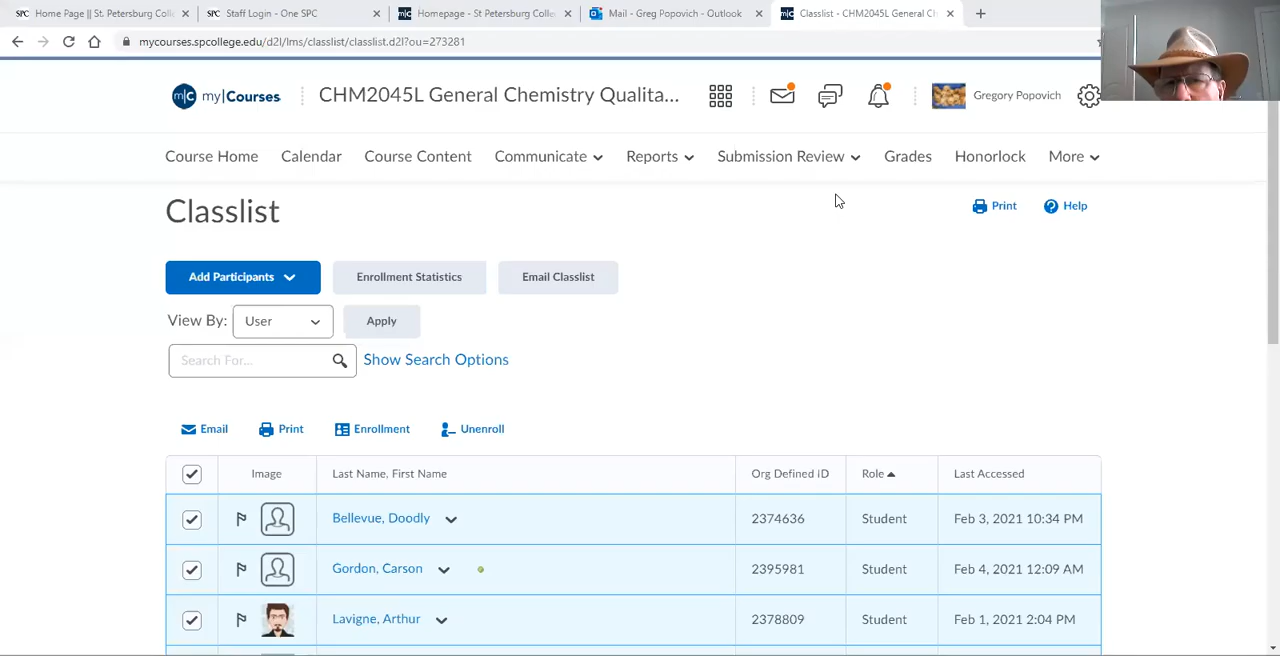 SPC Home Page || St. Petersburg Colle
SPC Staff Login - One SPC
m|C Homepage - St Petersburg Colle
Mail - Greg Popovich - Outlook
m|C Classlist - CHM2045L General Ch
mycourses.spcollege.edu/d2l/lms/classlist/classlist.d2l?ou=273281
m|C my|Courses
CHM2045L General Chemistry Qualita...
Gregory Popovich
Course Home Calendar Course Content Communicate Reports Submission Review Grades Honorlock More
Classlist
Print Help
Add Participants Enrollment Statistics Email Classlist
View By: User Apply
Search For... Show Search Options
Email Print Enrollment Unenroll
Image Last Name, First Name Org Defined ID Role Last Accessed
Bellevue, Doodly 2374636 Student Feb 3, 2021 10:34 PM
Gordon, Carson 2395981 Student Feb 4, 2021 12:09 AM
Lavigne, Arthur 2378809 Student Feb 1, 2021 2:04 PM